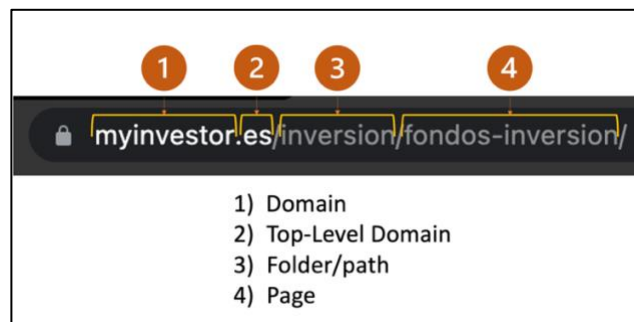 1 2 3 4
myinvestor.es/inversion/fondos-inversion/
1) Domain
2) Top-Level Domain
3) Folder/path
4) Page